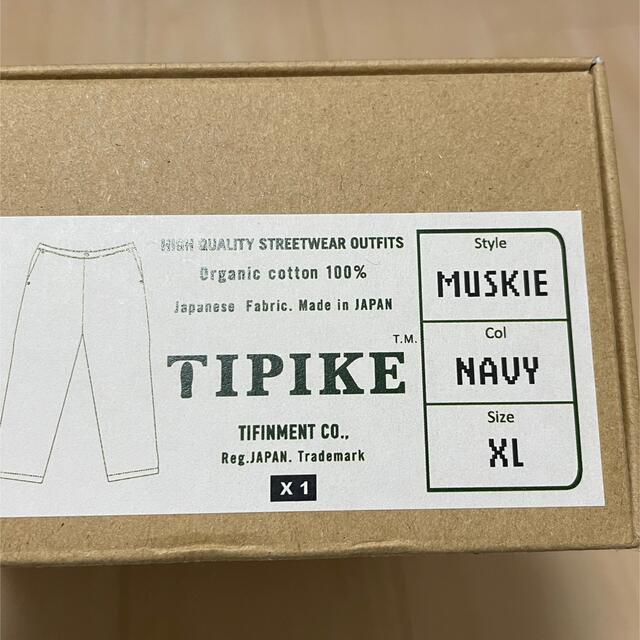 HIGH QUALITY STREETWEAR OUTFITS
Organic cotton 100%
Japanese Fabric. Made in JAPAN
TIPIKE T.M.
TIFINMENT CO.,
Reg.JAPAN. Trademark
X 1
Style
MUSKIE
Col
NAVY
Size
XL